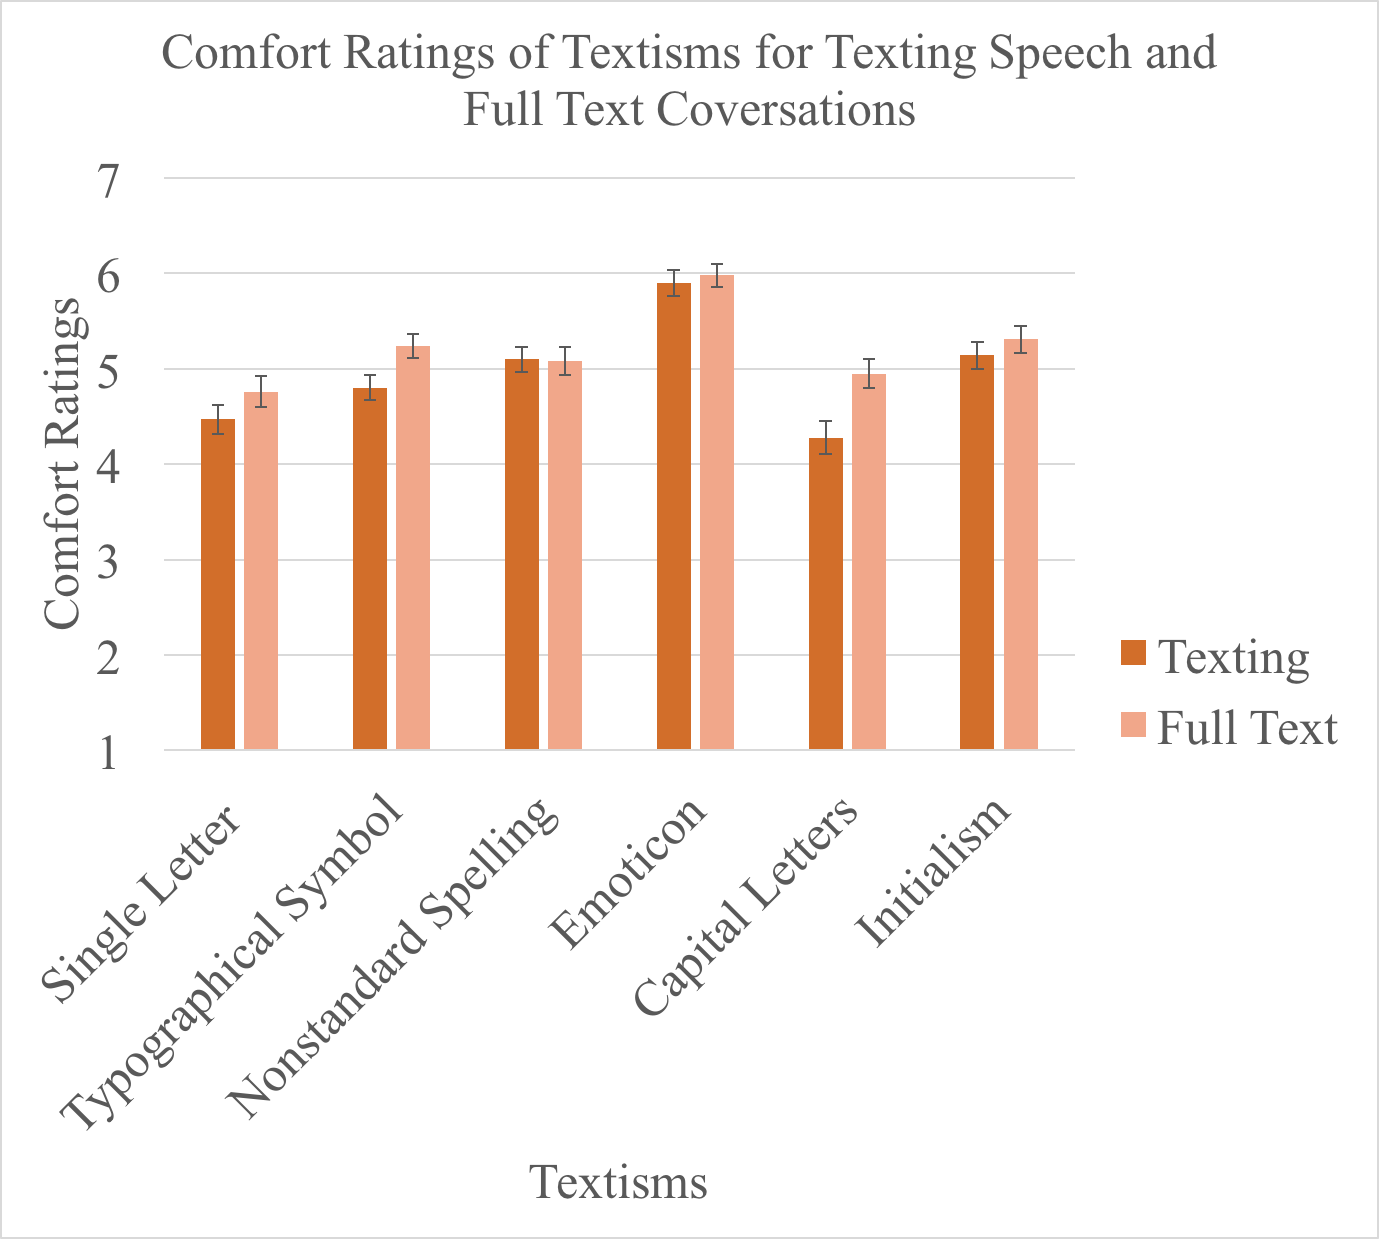 Comfort Ratings of Textisms for Texting Speech and
Full Text Coversations
7
6
5
4
3
2
1
Comfort Ratings
Texting
Full Text
Single Letter
Typographical Symbol
Nonstandard Spelling
Emoticon
Capital Letters
Initialism
Textisms